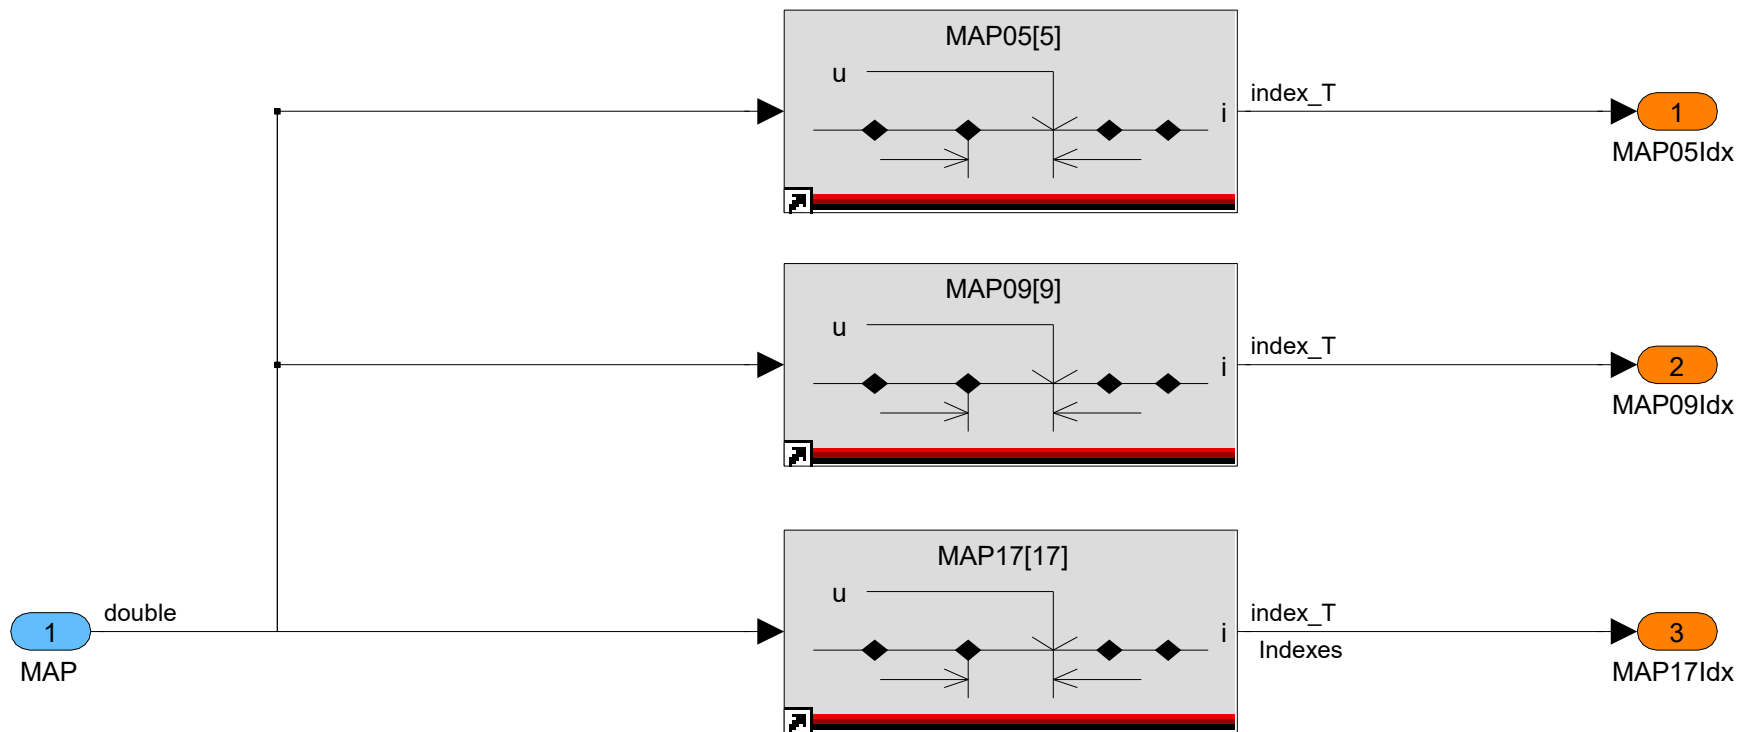 MAP05[5]
u
i
index_T
1
MAP05Idx
MAP09[9]
u
i
index_T
2
MAP09Idx
MAP17[17]
u
i
index_T
Indexes
3
MAP17Idx
double
1
MAP